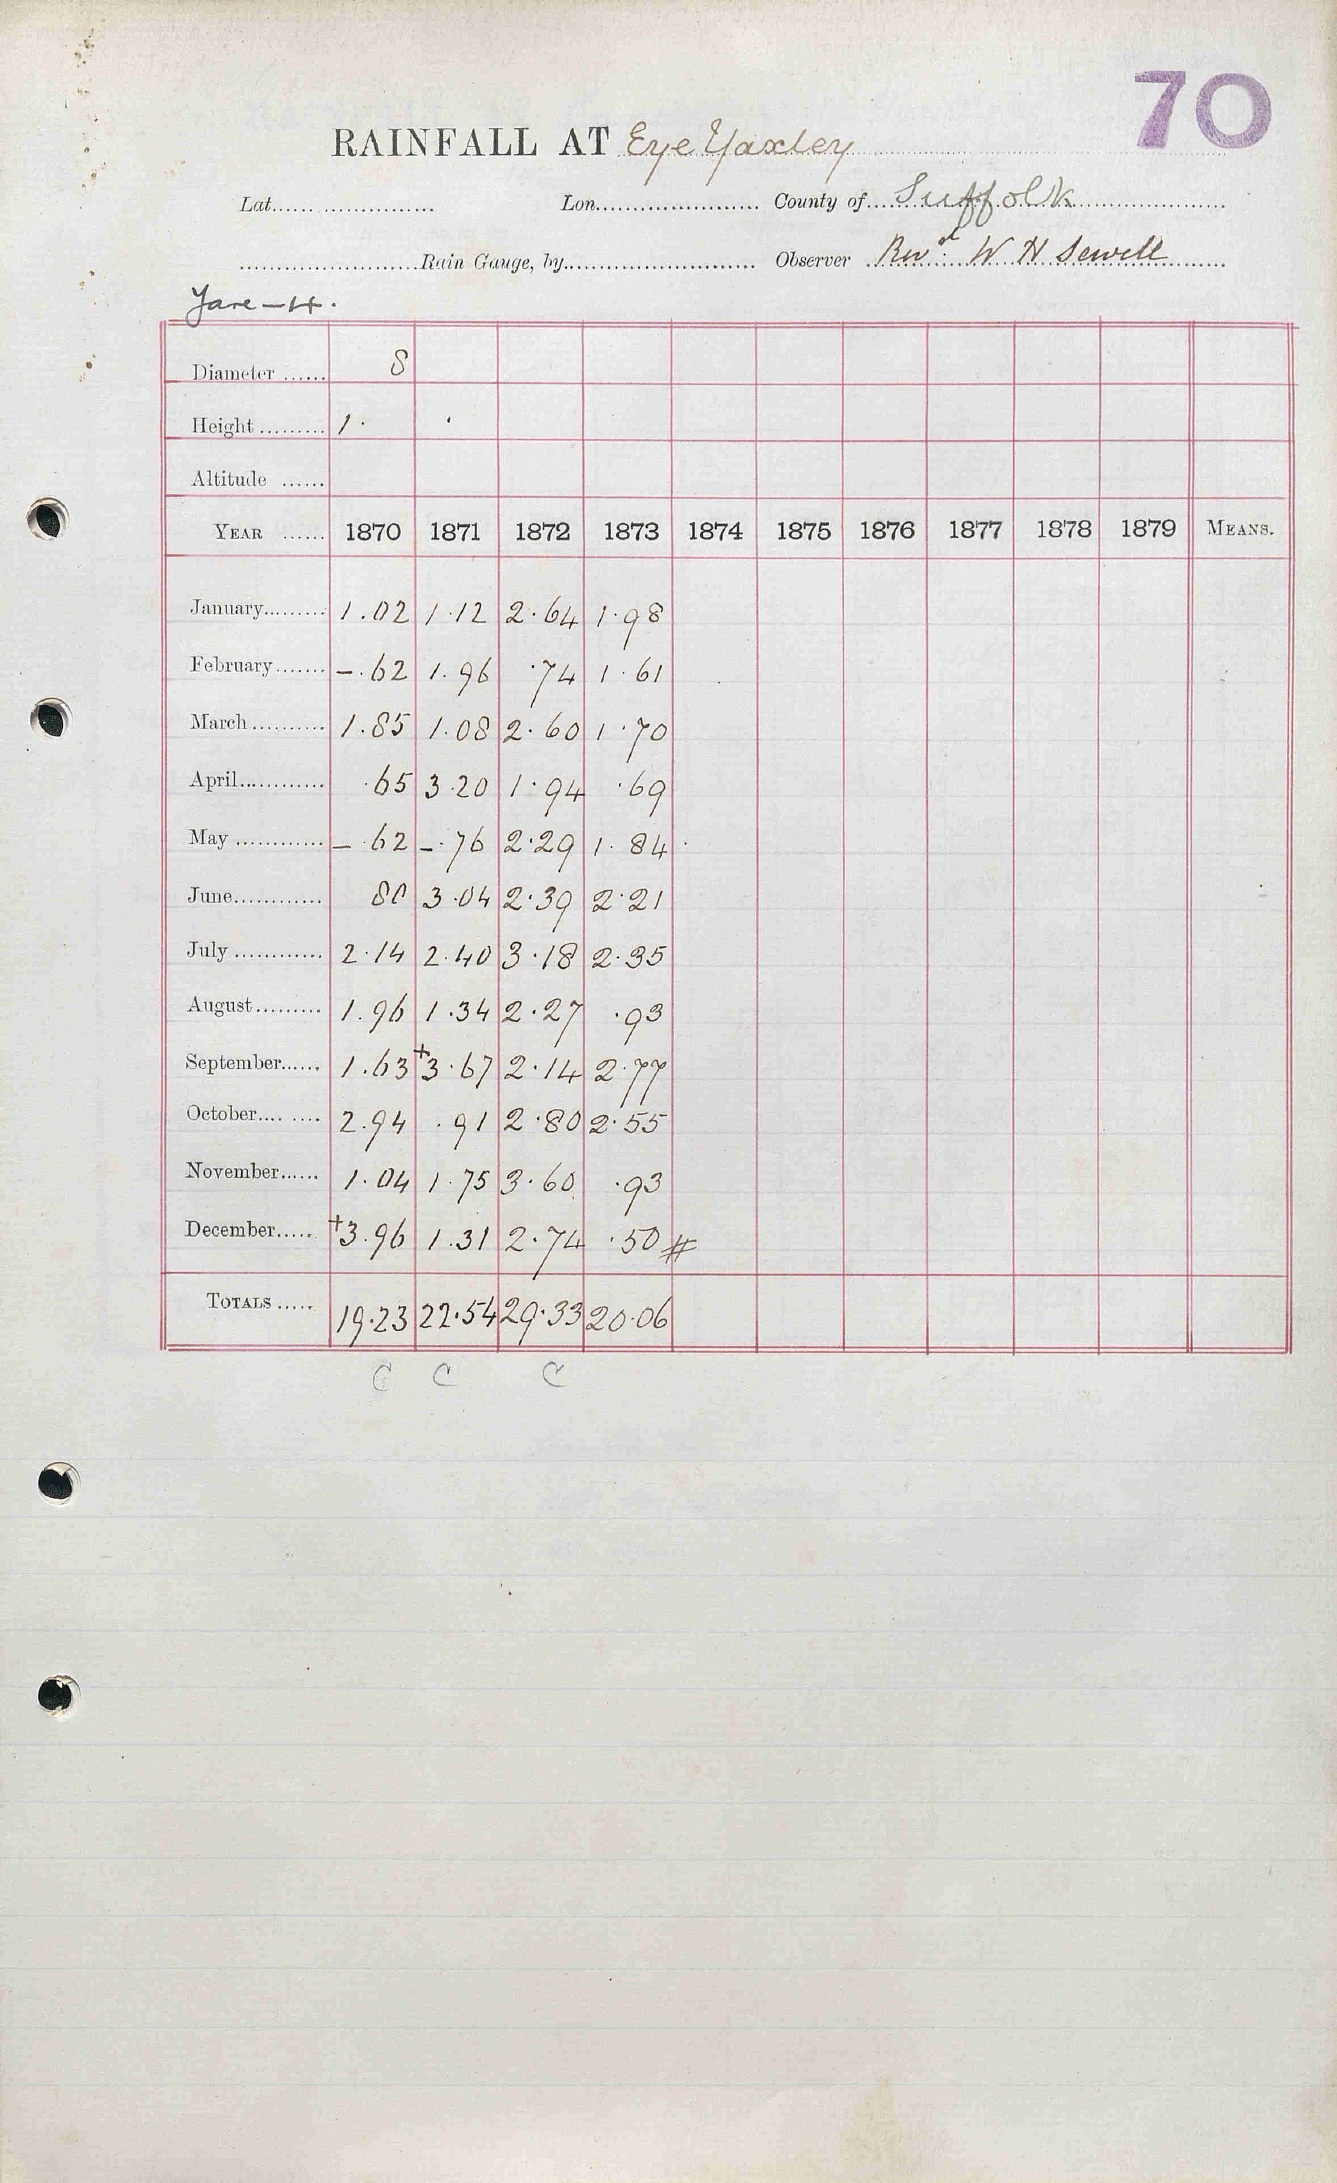 70
RAINFALL AT Eye Yaxley
Lat. Lon. County of Suffolk
Rain Gauge, by Observer Revd. W H Sewell
Yare - 4.
Diameter ...... 8
Height ......... 1.
Altitude ......
YEAR ...... 1870 1871 1872 1873 1874 1875 1876 1877 1878 1879 MEANS.
January......... 1.02 1.12 2.64 1.98
February....... -.62 1.96 .74 1.61
March.......... 1.85 1.08 2.60 1.70
April............ .65 3.20 1.94 .69
May ............ -.62 -.76 2.29 1.84
June............ 80 3.04 2.39 2.21
July ............ 2.14 2.40 3.18 2.35
August......... 1.96 1.34 2.27 .93
September...... 1.63 +3.67 2.14 2.77
October.... .... 2.94 .91 2.80 2.55
November...... 1.04 1.75 3.60 .93
December..... +3.96 1.31 2.74 .50 #
TOTALS ..... 19.23 22.54 29.33 20.06
C C C